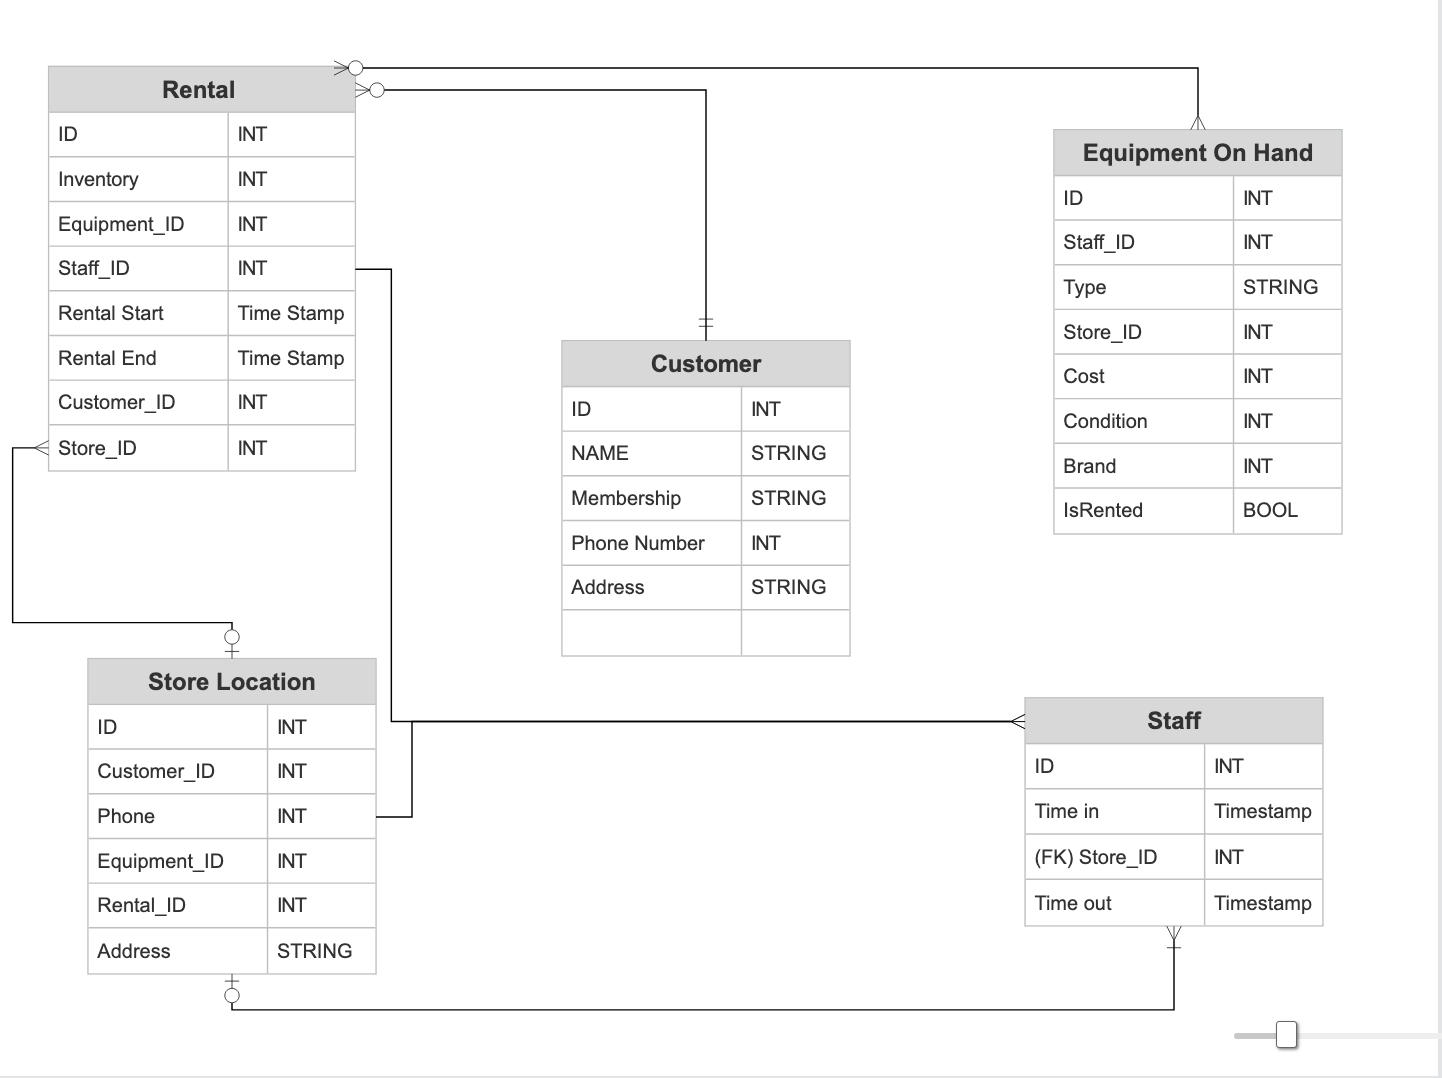 Rental
ID INT
Inventory INT
Equipment_ID INT
Staff_ID INT
Rental Start Time Stamp
Rental End Time Stamp
Customer_ID INT
Store_ID INT
Equipment On Hand
ID INT
Staff_ID INT
Type STRING
Store_ID INT
Cost INT
Condition INT
Brand INT
IsRented BOOL
Customer
ID INT
NAME STRING
Membership STRING
Phone Number INT
Address STRING
Store Location
ID INT
Customer_ID INT
Phone INT
Equipment_ID INT
Rental_ID INT
Address STRING
Staff
ID INT
Time in Timestamp
(FK) Store_ID INT
Time out Timestamp